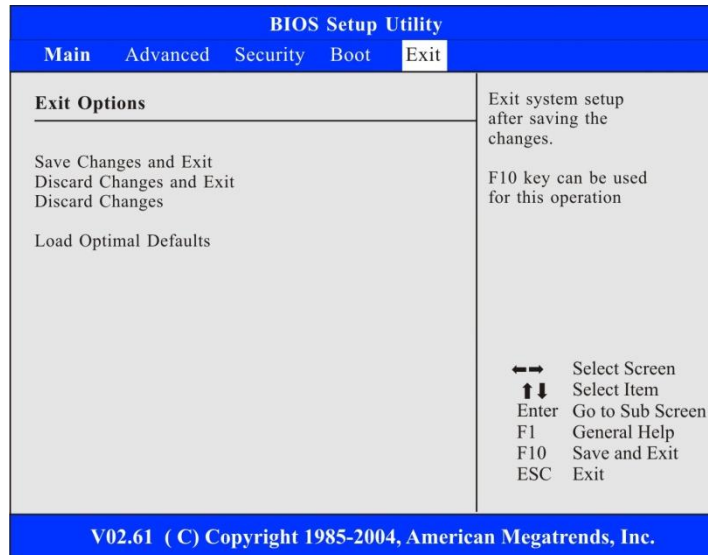 BIOS Setup Utility
Main Advanced Security Boot Exit
Exit Options
Save Changes and Exit
Discard Changes and Exit
Discard Changes
Load Optimal Defaults
Exit system setup
after saving the
changes.
F10 key can be used
for this operation
←→ Select Screen
↑↓ Select Item
Enter Go to Sub Screen
F1 General Help
F10 Save and Exit
ESC Exit
V02.61 ( C) Copyright 1985-2004, American Megatrends, Inc.